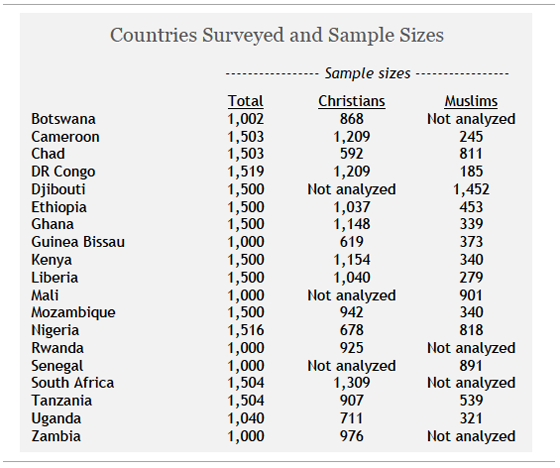 Countries Surveyed and Sample Sizes
------------------ Sample sizes ------------------
Total Christians Muslims
Botswana 1,002 868 Not analyzed
Cameroon 1,503 1,209 245
Chad 1,503 592 811
DR Congo 1,519 1,209 185
Djibouti 1,500 Not analyzed 1,452
Ethiopia 1,500 1,037 453
Ghana 1,500 1,148 339
Guinea Bissau 1,000 619 373
Kenya 1,500 1,154 340
Liberia 1,500 1,040 279
Mali 1,000 Not analyzed 901
Mozambique 1,500 942 340
Nigeria 1,516 678 818
Rwanda 1,000 925 Not analyzed
Senegal 1,000 Not analyzed 891
South Africa 1,504 1,309 Not analyzed
Tanzania 1,504 907 539
Uganda 1,040 711 321
Zambia 1,000 976 Not analyzed